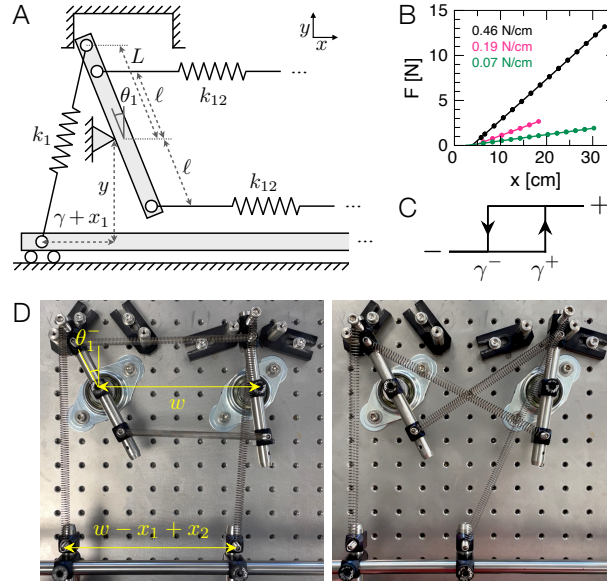 A
y
x
L
ℓ
θ₁
k₁₂
...
k₁
ℓ
y
k₁₂
...
γ + x₁
...
B
F [N]
15
10
5
0
0.46 N/cm
0.19 N/cm
0.07 N/cm
0 10 20 30
x [cm]
C
− +
γ⁻ γ⁺
D
θ₁⁻
w
w − x₁ + x₂